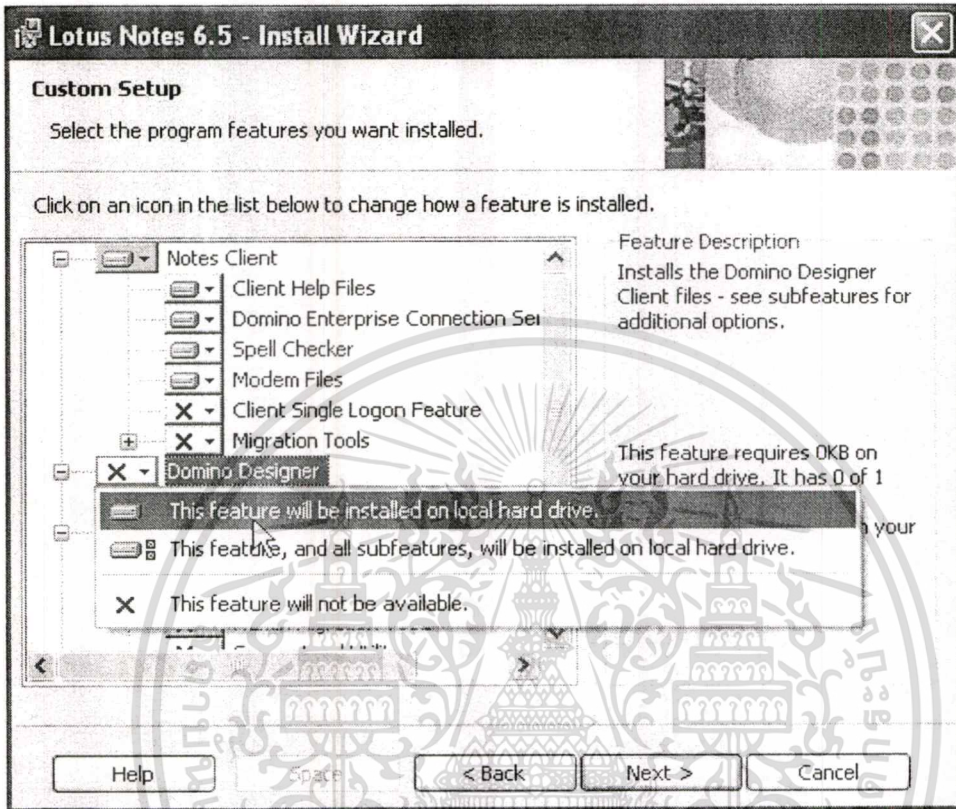 Lotus Notes 6.5 - Install Wizard
Custom Setup
Select the program features you want installed.
Click on an icon in the list below to change how a feature is installed.
Notes Client
Client Help Files
Domino Enterprise Connection Ser
Spell Checker
Modem Files
Client Single Logon Feature
Migration Tools
Domino Designer
This feature will be installed on local hard drive.
This feature, and all subfeatures, will be installed on local hard drive.
This feature will not be available.
Feature Description
Installs the Domino Designer
Client files - see subfeatures for
additional options.
This feature requires 0KB on
your hard drive. It has 0 of 1
your
Help
Space
< Back
Next >
Cancel